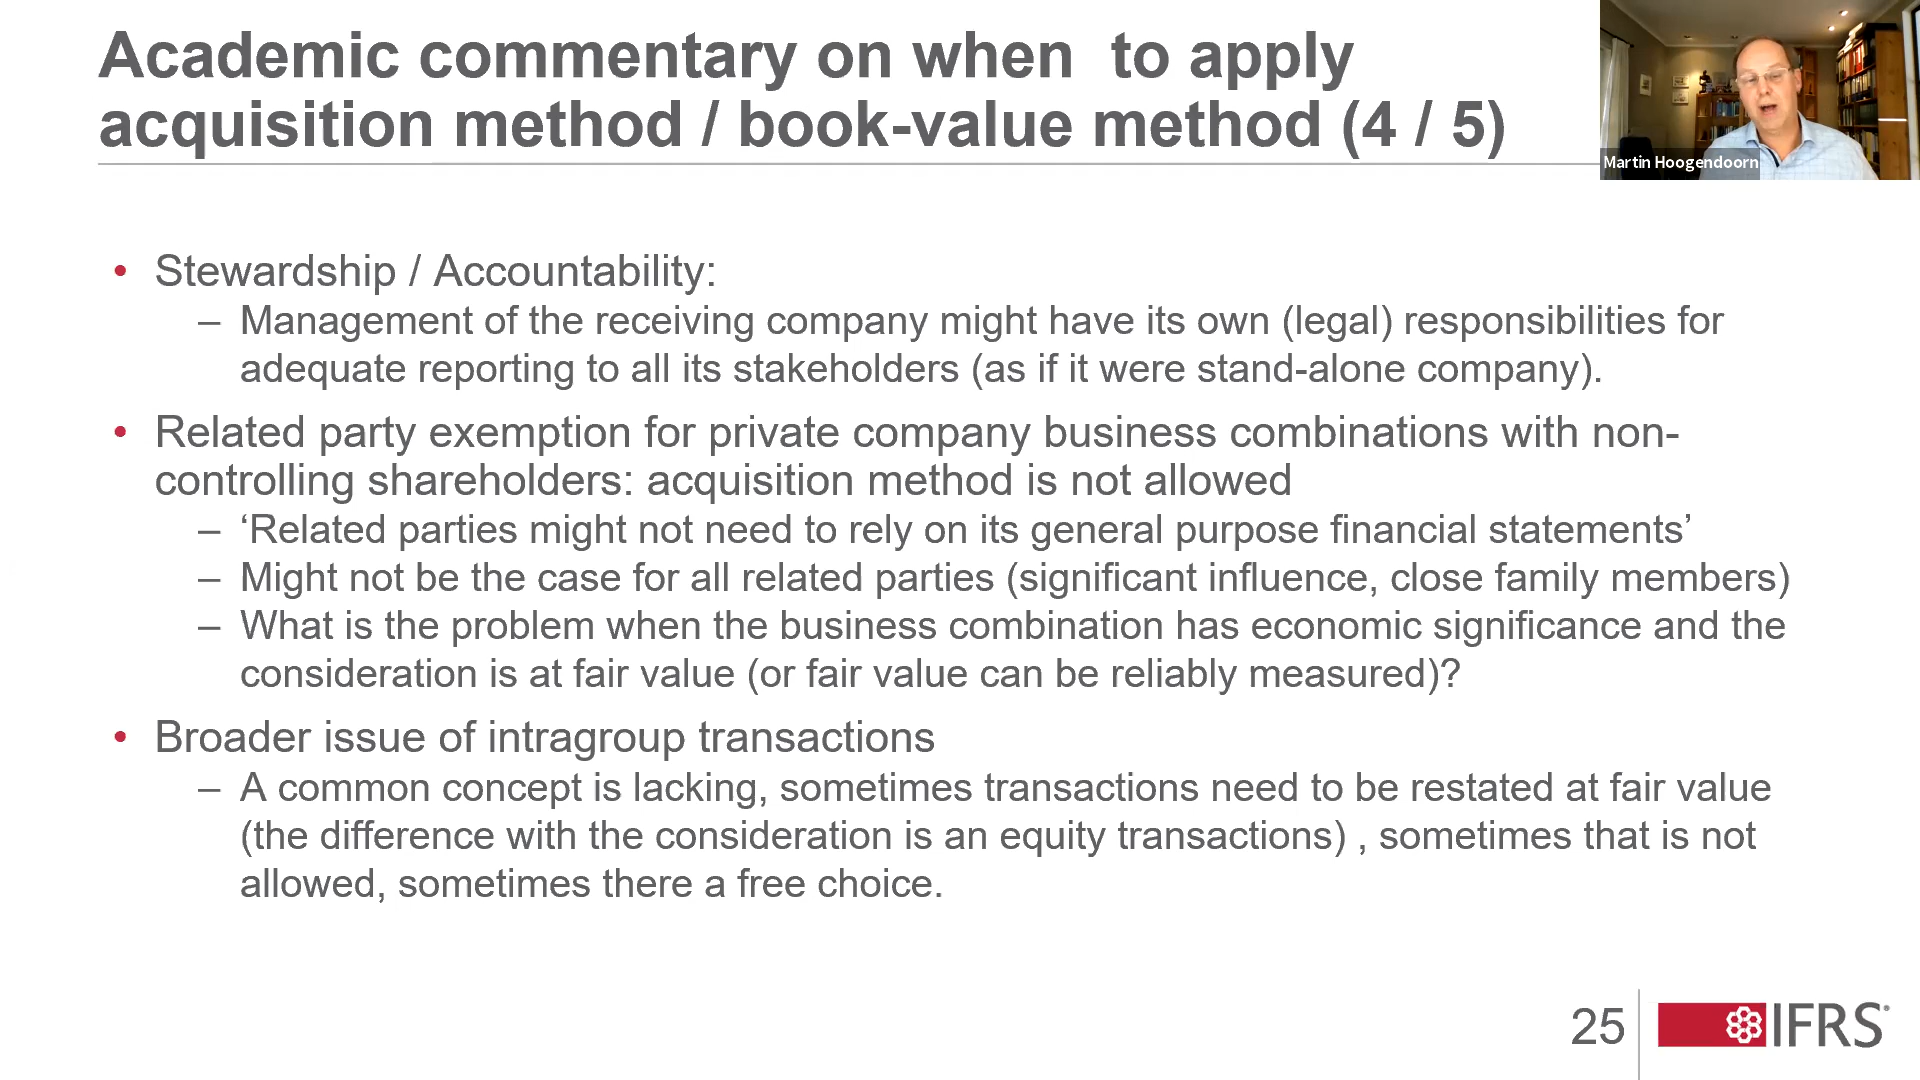 Academic commentary on when  to apply
acquisition method / book-value method (4 / 5)
Martin Hoogendoorn
• Stewardship / Accountability:
– Management of the receiving company might have its own (legal) responsibilities for
adequate reporting to all its stakeholders (as if it were stand-alone company).
• Related party exemption for private company business combinations with non-
controlling shareholders: acquisition method is not allowed
– ‘Related parties might not need to rely on its general purpose financial statements’
– Might not be the case for all related parties (significant influence, close family members)
– What is the problem when the business combination has economic significance and the
consideration is at fair value (or fair value can be reliably measured)?
• Broader issue of intragroup transactions
– A common concept is lacking, sometimes transactions need to be restated at fair value
(the difference with the consideration is an equity transactions) , sometimes that is not
allowed, sometimes there a free choice.
25
IFRS